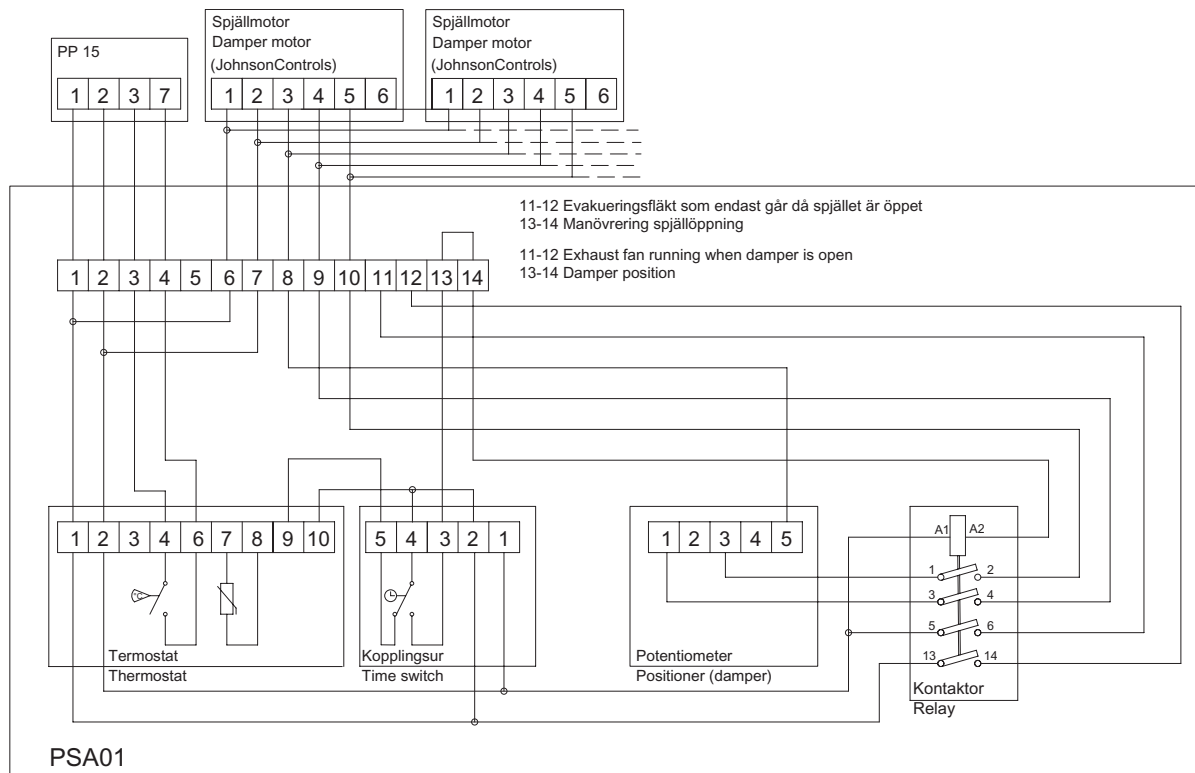 PP 15
1 2 3 7
Spjällmotor
Damper motor
(JohnsonControls)
1 2 3 4 5 6
Spjällmotor
Damper motor
(JohnsonControls)
1 2 3 4 5 6
11-12 Evakueringsfläkt som endast går då spjället är öppet
13-14 Manövrering spjällöppning
11-12 Exhaust fan running when damper is open
13-14 Damper position
1 2 3 4 5 6 7 8 9 10 11 12 13 14
1 2 3 4 6 7 8 9 10
°C
Termostat
Thermostat
5 4 3 2 1
Kopplingsur
Time switch
1 2 3 4 5
Potentiometer
Positioner (damper)
A1 A2
1 2
3 4
5 6
13 14
Kontaktor
Relay
PSA01